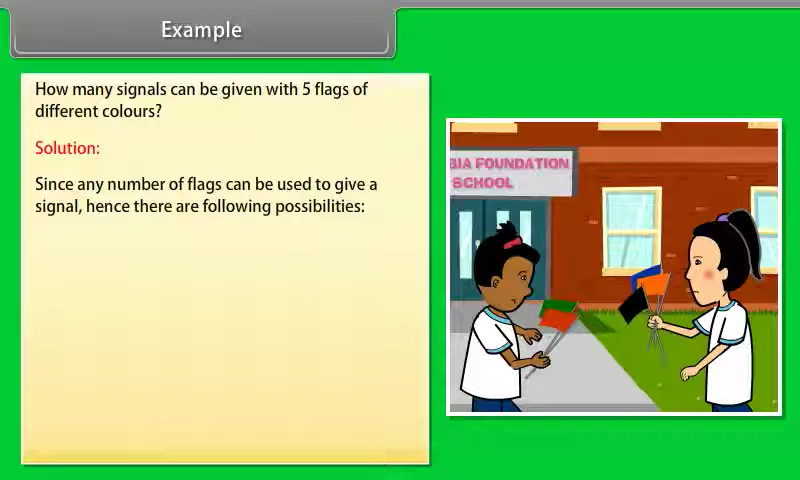 Example
How many signals can be given with 5 flags of
different colours?
Solution:
Since any number of flags can be used to give a
signal, hence there are following possibilities:
BIA FOUNDATION
SCHOOL